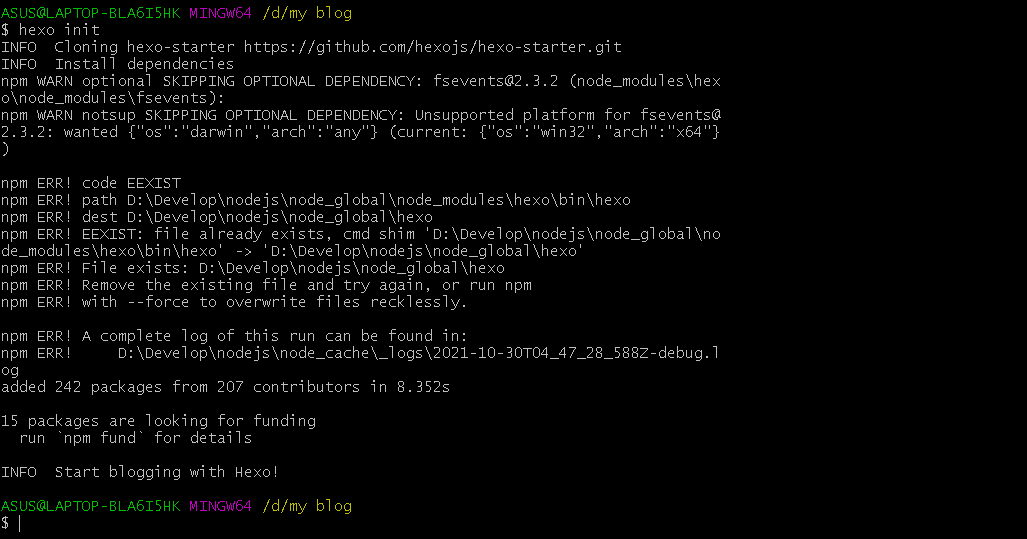 ASUS@LAPTOP-BLA6I5HK MINGW64 /d/my blog
$ hexo init
INFO  Cloning hexo-starter https://github.com/hexojs/hexo-starter.git
INFO  Install dependencies
npm WARN optional SKIPPING OPTIONAL DEPENDENCY: fsevents@2.3.2 (node_modules\hex
o\node_modules\fsevents):
npm WARN notsup SKIPPING OPTIONAL DEPENDENCY: Unsupported platform for fsevents@
2.3.2: wanted {"os":"darwin","arch":"any"} (current: {"os":"win32","arch":"x64"}
)
npm ERR! code EEXIST
npm ERR! path D:\Develop\nodejs\node_global\node_modules\hexo\bin\hexo
npm ERR! dest D:\Develop\nodejs\node_global\hexo
npm ERR! EEXIST: file already exists, cmd shim 'D:\Develop\nodejs\node_global\no
de_modules\hexo\bin\hexo' -> 'D:\Develop\nodejs\node_global\hexo'
npm ERR! File exists: D:\Develop\nodejs\node_global\hexo
npm ERR! Remove the existing file and try again, or run npm
npm ERR! with --force to overwrite files recklessly.
npm ERR! A complete log of this run can be found in:
npm ERR!     D:\Develop\nodejs\node_cache\_logs\2021-10-30T04_47_28_588Z-debug.l
og
added 242 packages from 207 contributors in 8.352s
15 packages are looking for funding
  run `npm fund` for details
INFO  Start blogging with Hexo!
ASUS@LAPTOP-BLA6I5HK MINGW64 /d/my blog
$